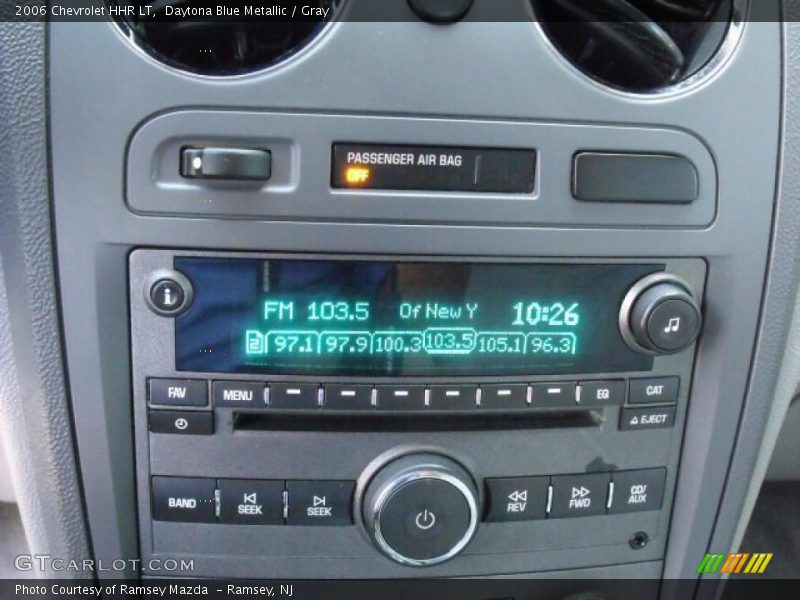 2006 Chevrolet HHR LT, Daytona Blue Metallic / Gray
PASSENGER AIR BAG
OFF
i
FM 103.5 Of New Y 10:26
2 97.1 97.9 100.3 103.5 105.1 96.3
FAV MENU EQ CAT
EJECT
BAND SEEK SEEK REV FWD CD/AUX
GTCARLOT.COM
Photo Courtesy of Ramsey Mazda - Ramsey, NJ